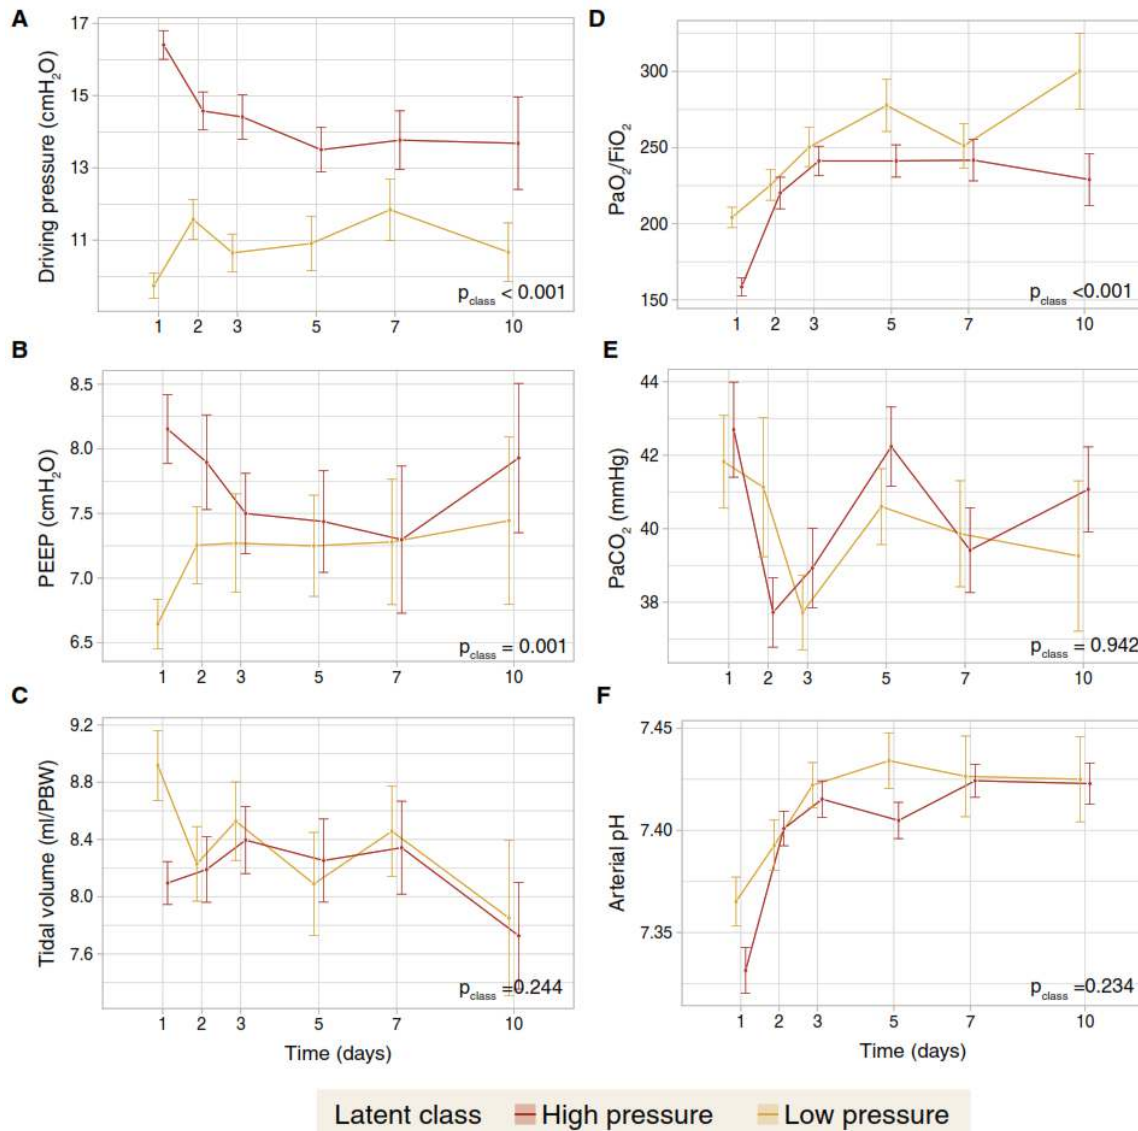 A
Driving pressure (cmH2O)
17
15
13
11
1 2 3 5 7 10
pclass < 0.001
B
PEEP (cmH2O)
8.5
8.0
7.5
7.0
6.5
1 2 3 5 7 10
pclass = 0.001
C
Tidal volume (ml/PBW)
9.2
8.8
8.4
8.0
7.6
1 2 3 5 7 10
pclass =0.244
Time (days)
D
PaO2/FiO2
300
250
200
150
1 2 3 5 7 10
pclass <0.001
E
PaCO2 (mmHg)
44
42
40
38
1 2 3 5 7 10
pclass = 0.942
F
Arterial pH
7.45
7.40
7.35
1 2 3 5 7 10
pclass =0.234
Time (days)
Latent class High pressure Low pressure